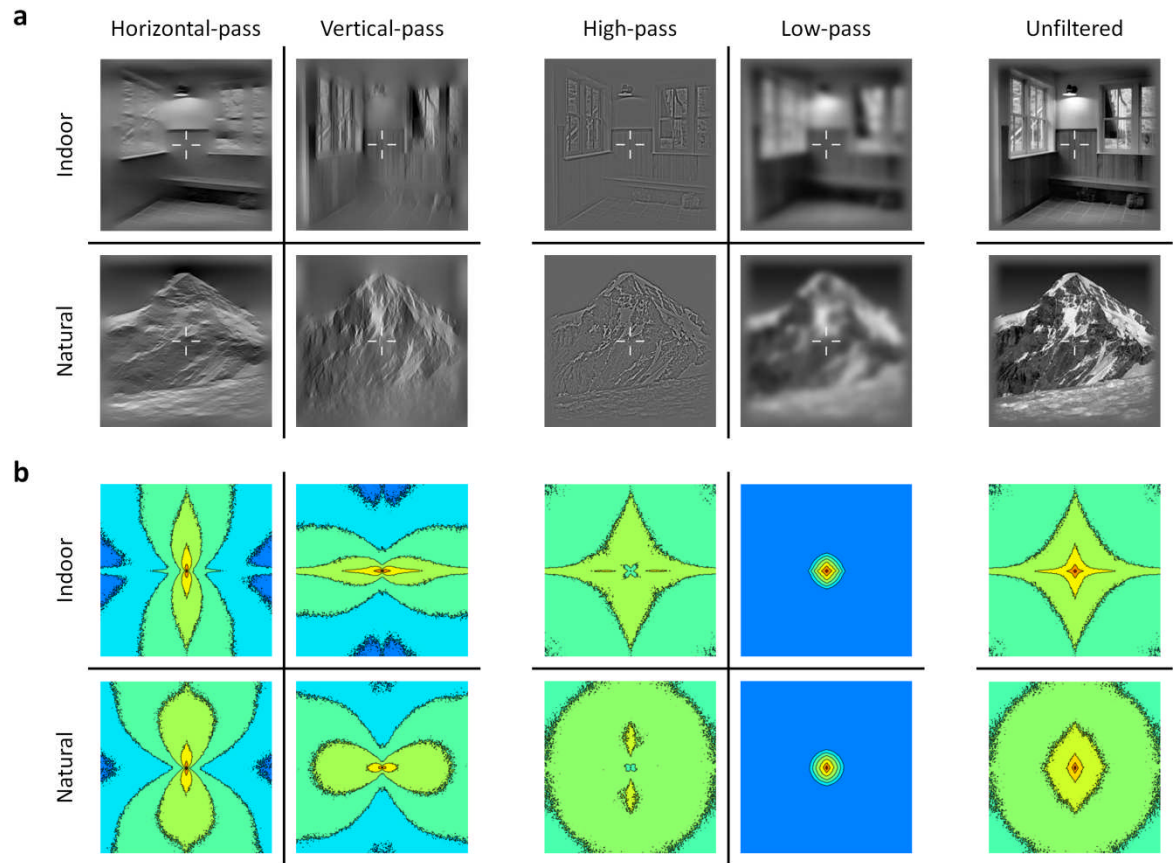 a
Horizontal-pass Vertical-pass High-pass Low-pass Unfiltered
Indoor
Natural
b
Indoor
Natural